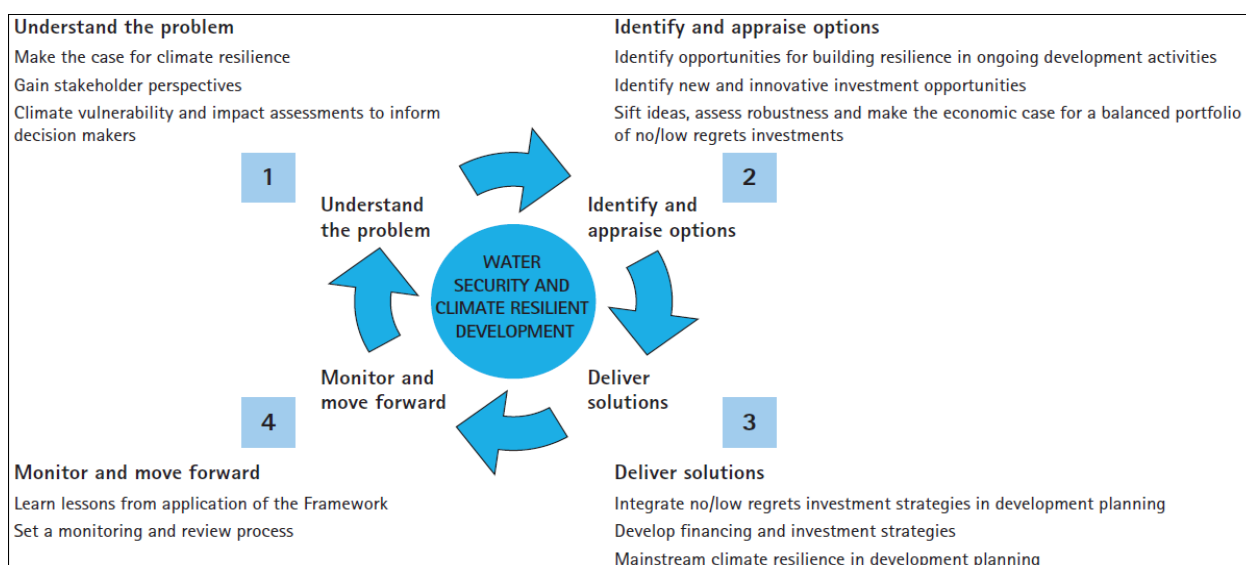 Understand the problem
Make the case for climate resilience
Gain stakeholder perspectives
Climate vulnerability and impact assessments to inform
decision makers
Identify and appraise options
Identify opportunities for building resilience in ongoing development activities
Identify new and innovative investment opportunities
Sift ideas, assess robustness and make the economic case for a balanced portfolio
of no/low regrets investments
1
2
Understand
the problem
Identify and
appraise options
WATER
SECURITY AND
CLIMATE RESILIENT
DEVELOPMENT
Monitor and
move forward
Deliver
solutions
4
3
Monitor and move forward
Learn lessons from application of the Framework
Set a monitoring and review process
Deliver solutions
Integrate no/low regrets investment strategies in development planning
Develop financing and investment strategies
Mainstream climate resilience in development planning